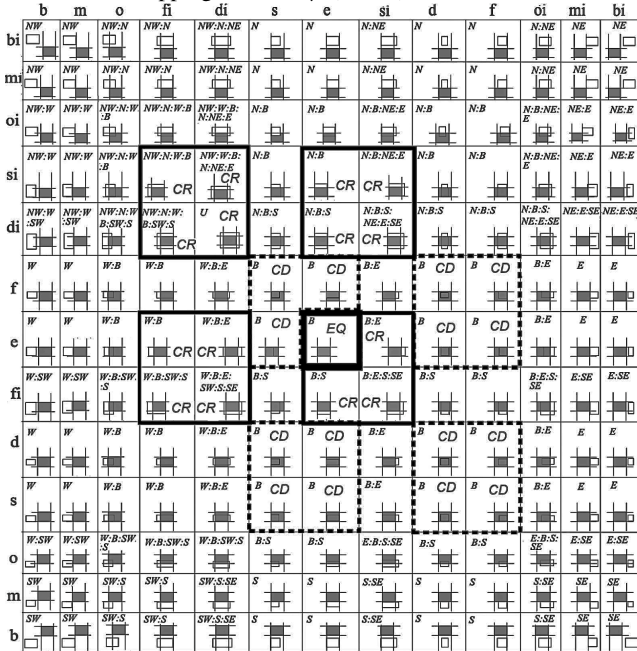 b m o fi di s e si d f oi mi bi
bi NW NW NW:N NW:N NW:N:NE N N N:NE N N N:NE NE NE
mi NW NW NW:N NW:N NW:N:NE N N N:NE N N N:NE NE NE
oi NW:W NW:W NW:N:W :B NW:N:W:B NW:W:B: N:NE:E N:B N:B N:B:NE:E N:B N:B N:B:NE: E NE:E NE:E
si NW:W NW:W NW:N:W :B NW:N:W:B CR NW:W:B: N:NE:E CR N:B N:B CR N:B:NE:E CR N:B N:B N:B:NE: E NE:E NE:E
di NW:W :SW NW:W :SW NW:N:W B:SW:S NW:N:W: B:SW:S CR U CR N:B:S N:B:S CR N:B:S: NE:E:SE CR N:B:S N:B:S N:B:S: NE:E:SE NE:E:SE NE:E:SE
f W W W:B W:B W:B:E B CD B CD B:E B CD B CD B:E E E
e W W W:B W:B CR W:B:E CR B CD B EQ B:E CR B CD B CD B:E E E
fi W:SW W:SW W:B:SW. :S W:B:SW:S CR W:B:E: SW:S:SE CR B:S B:S CR B:E:S:SE CR B:S B:S B:E:S: SE E:SE E:SE
d W W W:B W:B W:B:E B CD B CD B:E B CD B CD B:E E E
s W W W:B W:B W:B:E B CD B CD B:E B CD B CD B:E E E
o W:SW W:SW W:B:SW. :S W:B:SW:S W:B:SW:S B:S B:S E:B:S:SE B:S B:S E:B:S: SE E:SE E:SE
m SW SW SW:S SW:S SW:S:SE S S S:SE S S S:SE SE SE
b SW SW SW:S SW:S SW:S:SE S S S:SE S S S:SE SE SE